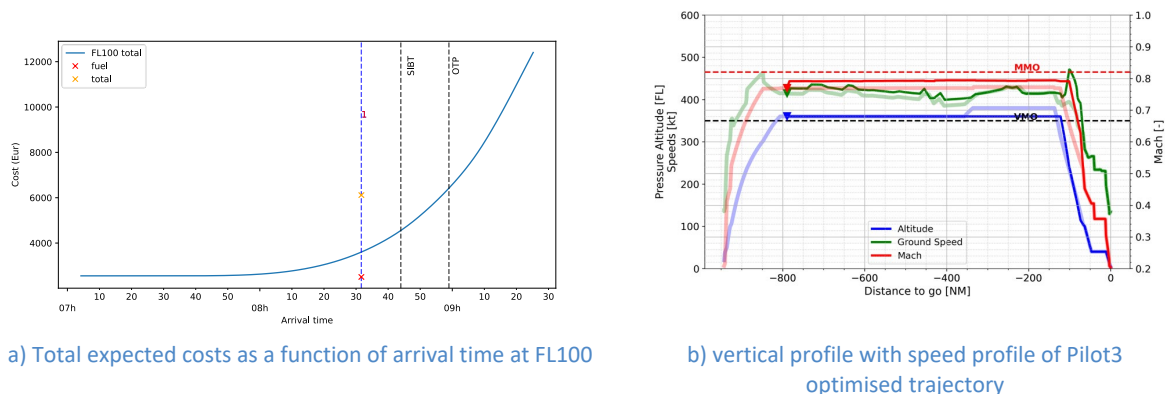 FL100 total
fuel
total
SIBT
OTP
1
12000
10000
8000
6000
4000
Cost (Eur)
10 20 30 40 50 10 20 30 40 50 10 20 30
07h 08h 09h
Arrival time
a) Total expected costs as a function of arrival time at FL100
600
500
400
300
200
100
0
Pressure Altitude [FL]
Speeds [kt]
MMO
VMO
Altitude
Ground Speed
Mach
1.0
0.9
0.8
0.7
0.6
0.5
0.4
0.3
0.2
Mach [-]
−800 −600 −400 −200 0
Distance to go [NM]
b) vertical profile with speed profile of Pilot3
optimised trajectory